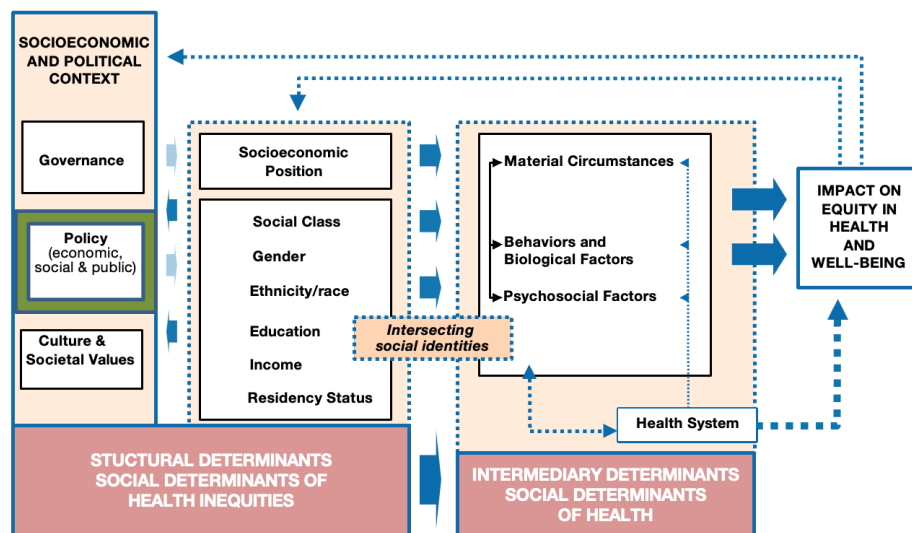 SOCIOECONOMIC
AND POLITICAL
CONTEXT
Governance
Policy
(economic,
social & public)
Culture &
Societal Values
Socioeconomic
Position
Social Class
Gender
Ethnicity/race
Education
Income
Residency Status
Intersecting
social identities
Material Circumstances
Behaviors and
Biological Factors
Psychosocial Factors
Health System
IMPACT ON
EQUITY IN
HEALTH
AND
WELL-BEING
STUCTURAL DETERMINANTS
SOCIAL DETERMINANTS OF
HEALTH INEQUITIES
INTERMEDIARY DETERMINANTS
SOCIAL DETERMINANTS
OF HEALTH